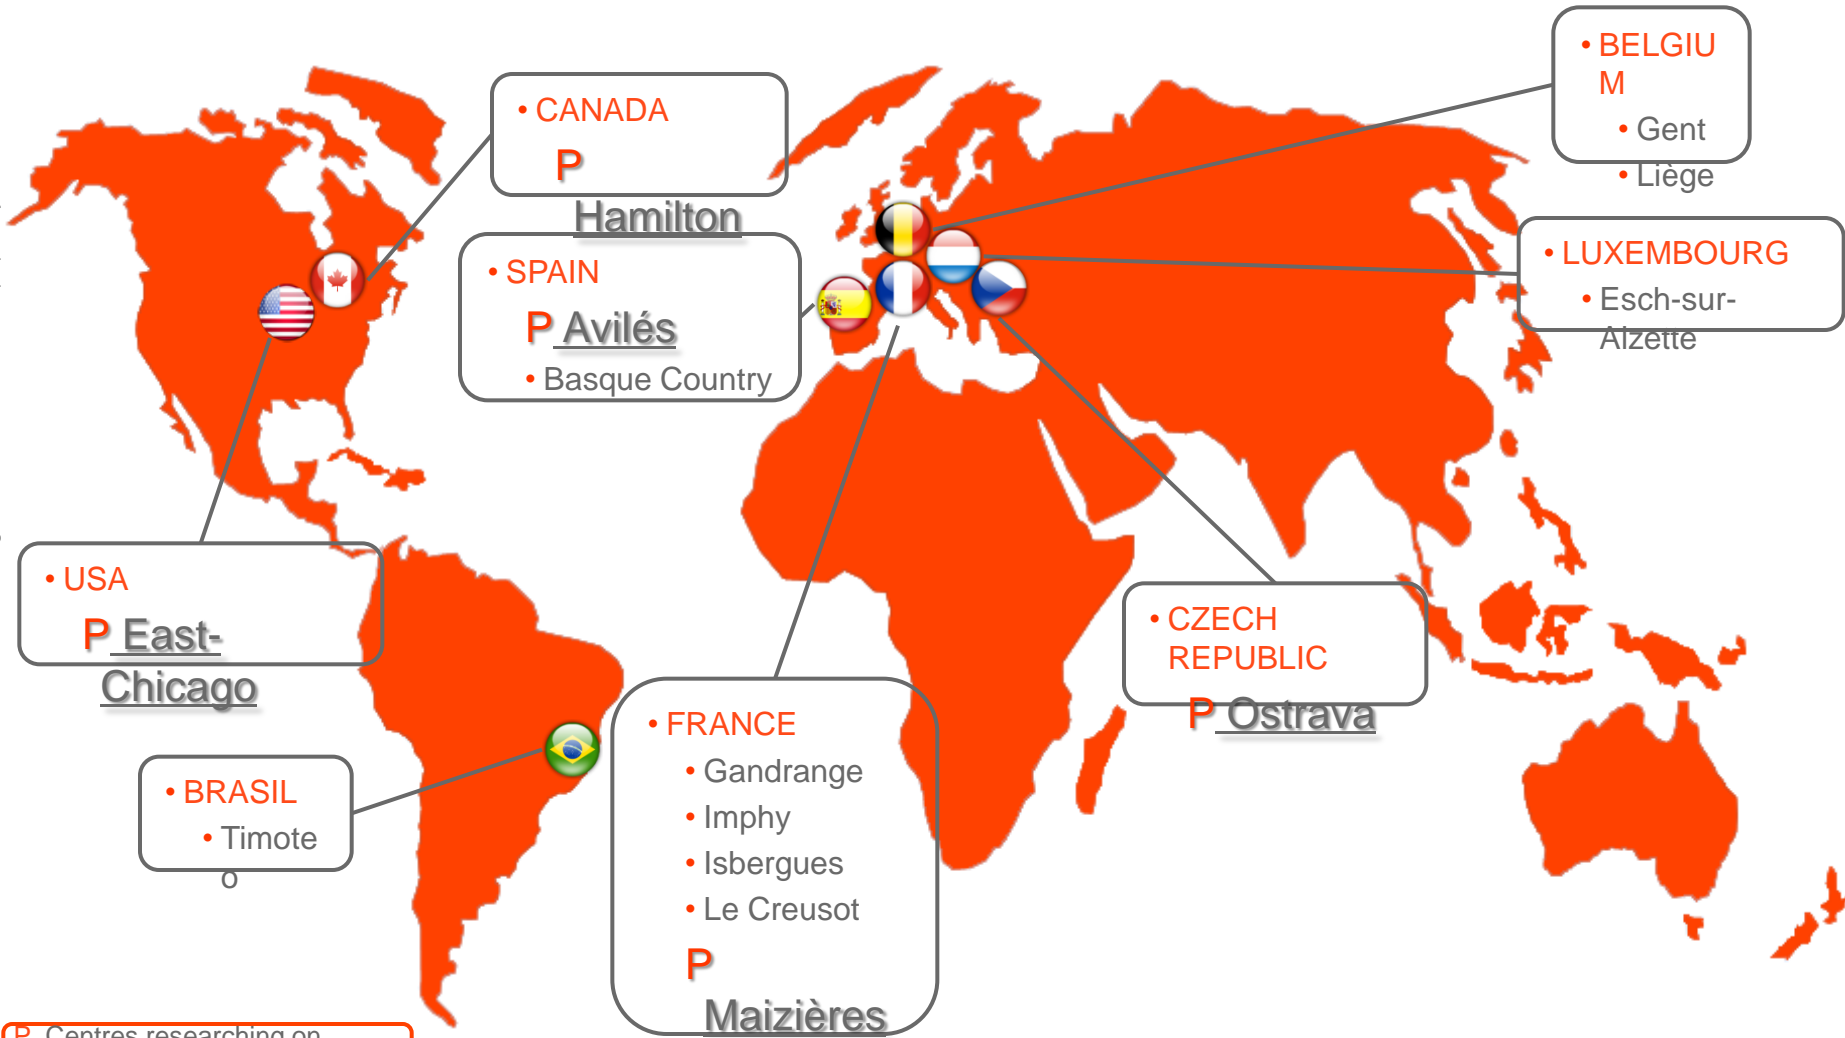 • CANADA
P
Hamilton
• SPAIN
P Avilés
• Basque Country
• BELGIU
M
• Gent
• Liège
• LUXEMBOURG
• Esch-sur-
Alzette
• USA
P East-
Chicago
• BRASIL
• Timote
o
• FRANCE
• Gandrange
• Imphy
• Isbergues
• Le Creusot
P
Maizières
• CZECH
REPUBLIC
P Ostrava
P Centres researching on